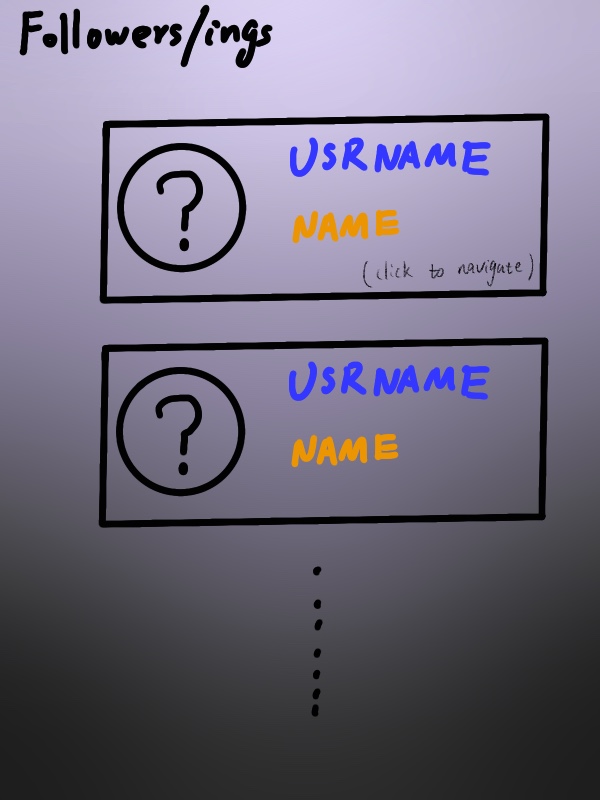 Followers/ings
?
USRNAME
NAME
(click to navigate)
?
USRNAME
NAME